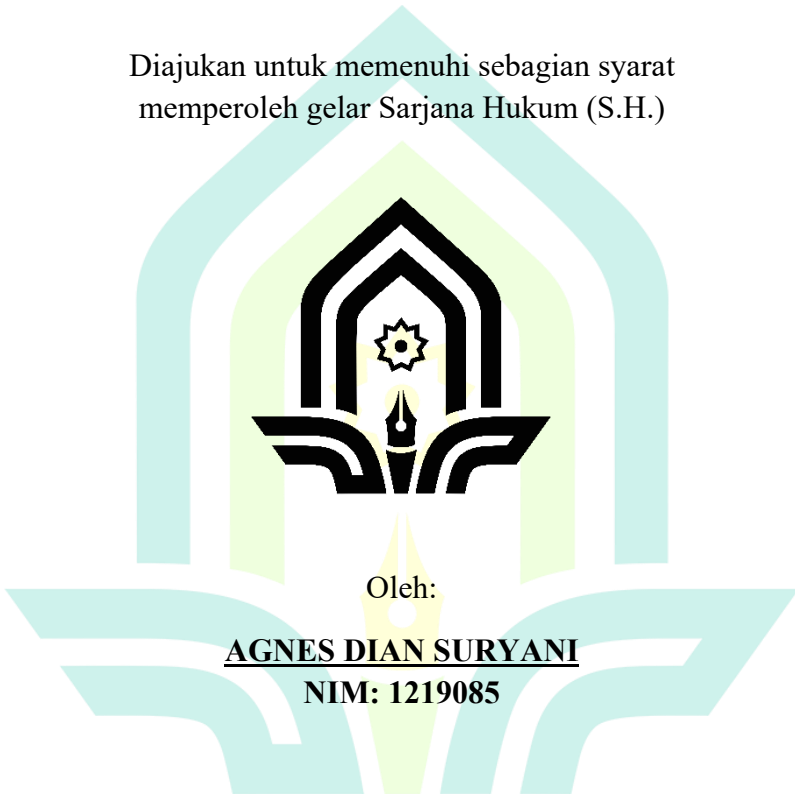 Diajukan untuk memenuhi sebagian syarat
memperoleh gelar Sarjana Hukum (S.H.)
Oleh:
AGNES DIAN SURYANI
NIM: 1219085